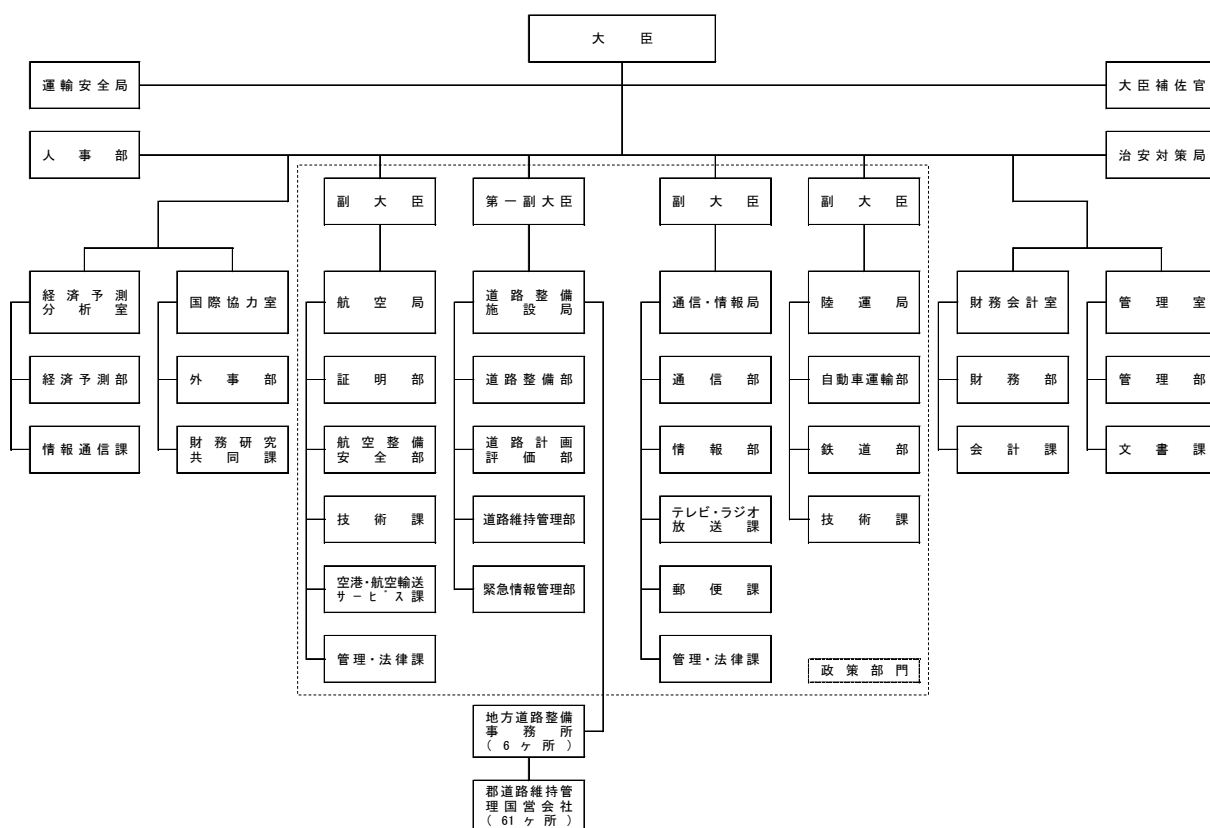 大臣
運輸安全局
大臣補佐官
人事部
治安対策局
副大臣
第一副大臣
副大臣
副大臣
経済予測
分析室
国際協力室
航空局
道路整備
施設局
通信・情報局
陸運局
財務会計室
管理室
経済予測部
外事部
証明部
道路整備部
通信部
自動車運輸部
財務部
管理部
情報通信課
財務研究
共同課
航空整備
安全部
道路計画
評価部
情報部
鉄道部
会計課
文書課
技術課
道路維持管理部
テレビ・ラジオ
放送課
技術課
空港・航空輸送
サービス課
緊急情報管理部
郵便課
管理・法律課
管理・法律課
政策部門
地方道路整備
事務所
(6ヶ所)
郡道路維持管
理国営会社
(61ヶ所)